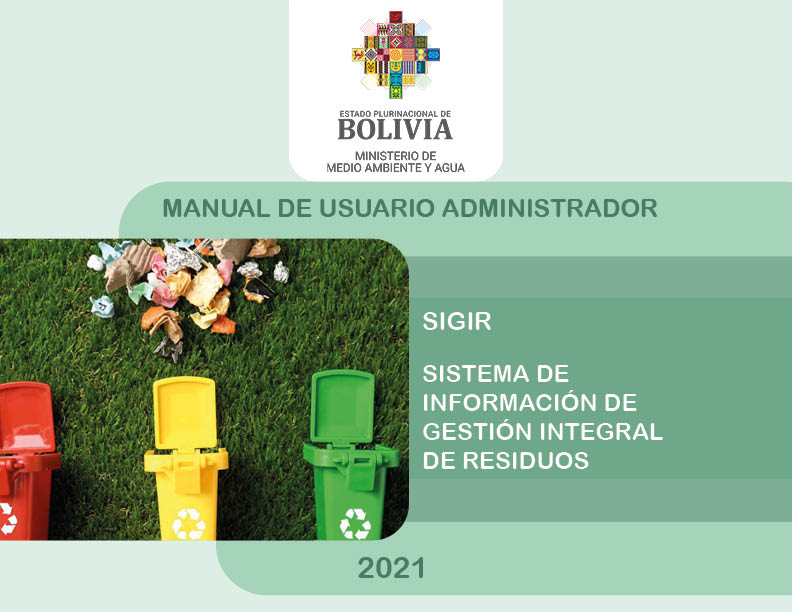 ESTADO PLURINACIONAL DE
BOLIVIA
MINISTERIO DE
MEDIO AMBIENTE Y AGUA
MANUAL DE USUARIO ADMINISTRADOR
SIGIR
SISTEMA DE
INFORMACIÓN DE
GESTIÓN INTEGRAL
DE RESIDUOS
2021